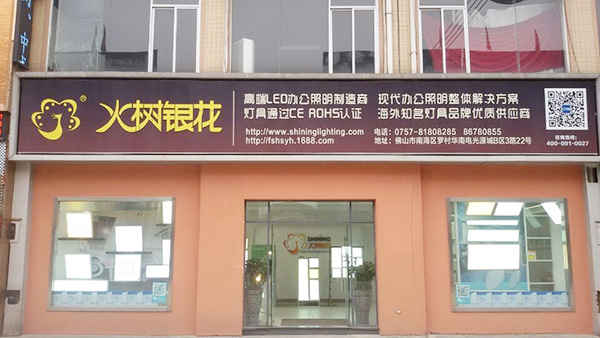 火树银花
®
高端LED办公照明制造商
灯具通过CE ROHS认证
http://www.shininglighting.com
http://fshsyh.1688.com
现代办公照明整体解决方案
海外知名灯具品牌优质供应商
电话：0757-81808285 86780855
地址：佛山市南海区罗村华南电光源城B区3路22号
咨询热线:
400-091-0027
SHINING
火树银花